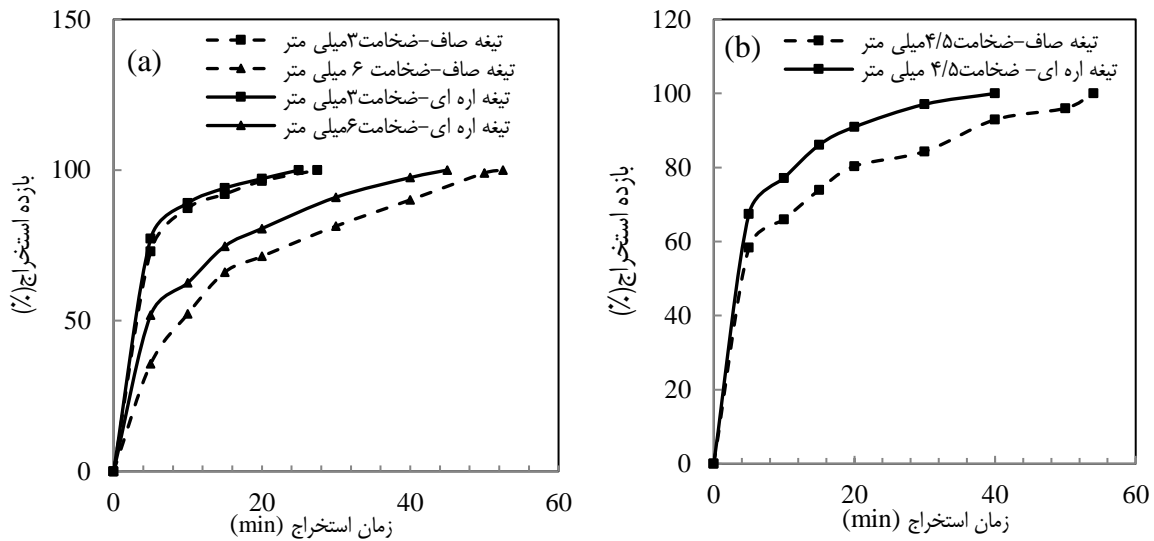 150
100
50
0
بازده استخراج(%)
(a)
تیغه صاف-ضخامت۳میلی متر
تیغه صاف-ضخامت ۶ میلی متر
تیغه اره ای-ضخامت۳میلی متر
تیغه اره ای-ضخامت۶میلی متر
0 20 40 60
زمان استخراج (min)
120
100
80
60
40
20
0
بازده استخراج(%)
(b)
تیغه صاف-ضخامت۴/۵میلی متر
تیغه اره ای- ضخامت۴/۵ میلی متر
0 20 40 60
زمان استخراج (min)